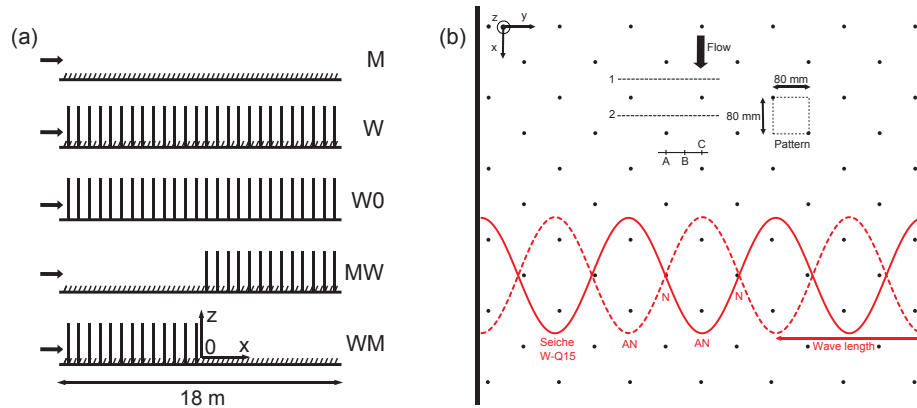 (a)
M
W
W0
MW
WM
z
0
x
18 m
(b)
z
y
x
Flow
1
2
80 mm
80 mm
Pattern
C
A
B
N
N
Seiche
W-Q15
AN
AN
Wave length